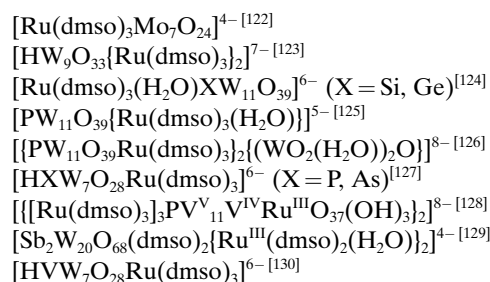 [Ru(dmso)₃Mo₇O₂₄]⁴⁻ [122]
[HW₉O₃₃{Ru(dmso)₃}₂]⁷⁻ [123]
[Ru(dmso)₃(H₂O)XW₁₁O₃₉]⁶⁻ (X = Si, Ge)[124]
[PW₁₁O₃₉{Ru(dmso)₃(H₂O)}]⁵⁻ [125]
[{PW₁₁O₃₉Ru(dmso)₃}₂{(WO₂(H₂O))₂O}]⁸⁻ [126]
[HXW₇O₂₈Ru(dmso)₃]⁶⁻ (X = P, As)[127]
[{[Ru(dmso)₃]₃PVⱽ₁₁VᴵⱽRuᴵᴵᴵO₃₇(OH)₃}₂]⁸⁻ [128]
[Sb₂W₂₀O₆₈(dmso)₂{Ruᴵᴵᴵ(dmso)₂(H₂O)}₂]⁴⁻ [129]
[HVW₇O₂₈Ru(dmso)₃]⁶⁻ [130]